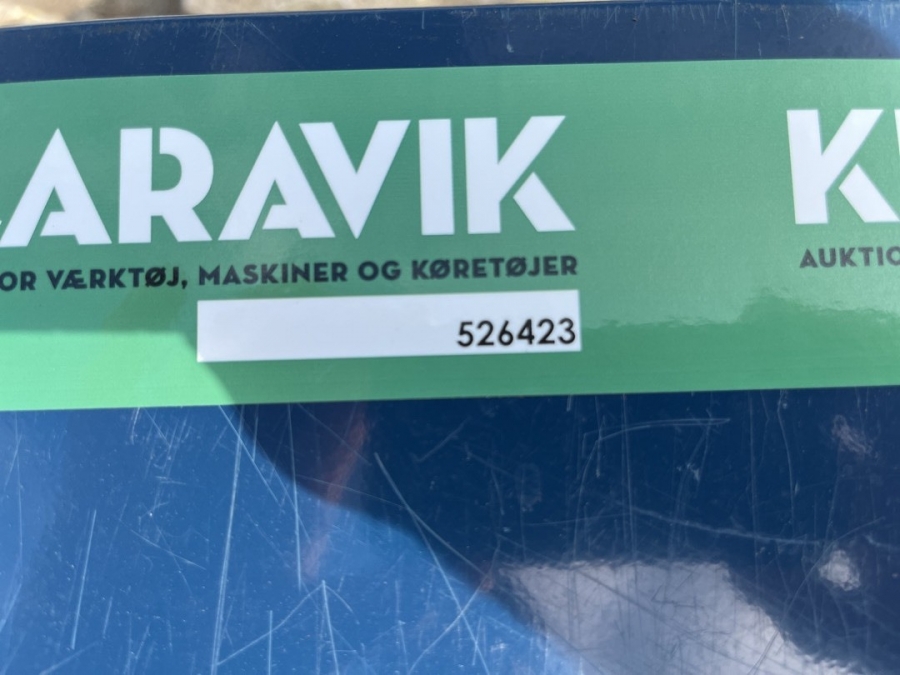 ARAVIK
OR VÆRKTØJ, MASKINER OG KØRETØJER
526423
K
AUKTIO